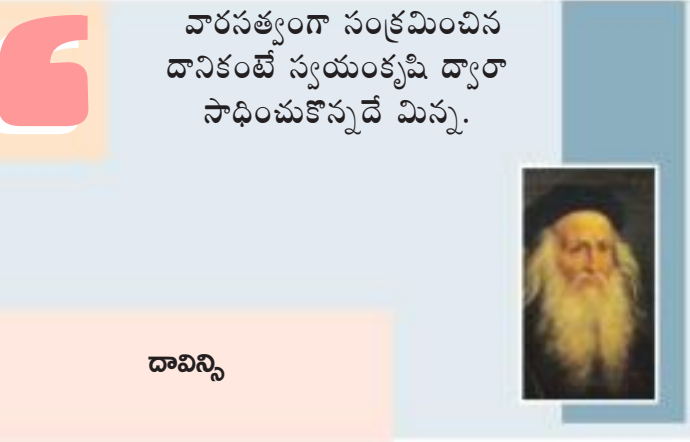 వారసత్వంగా సంక్రమించిన
దానికంటే స్వయంకృషి ద్వారా
సాధించుకొన్నదే మిన్న.
దావిన్సి